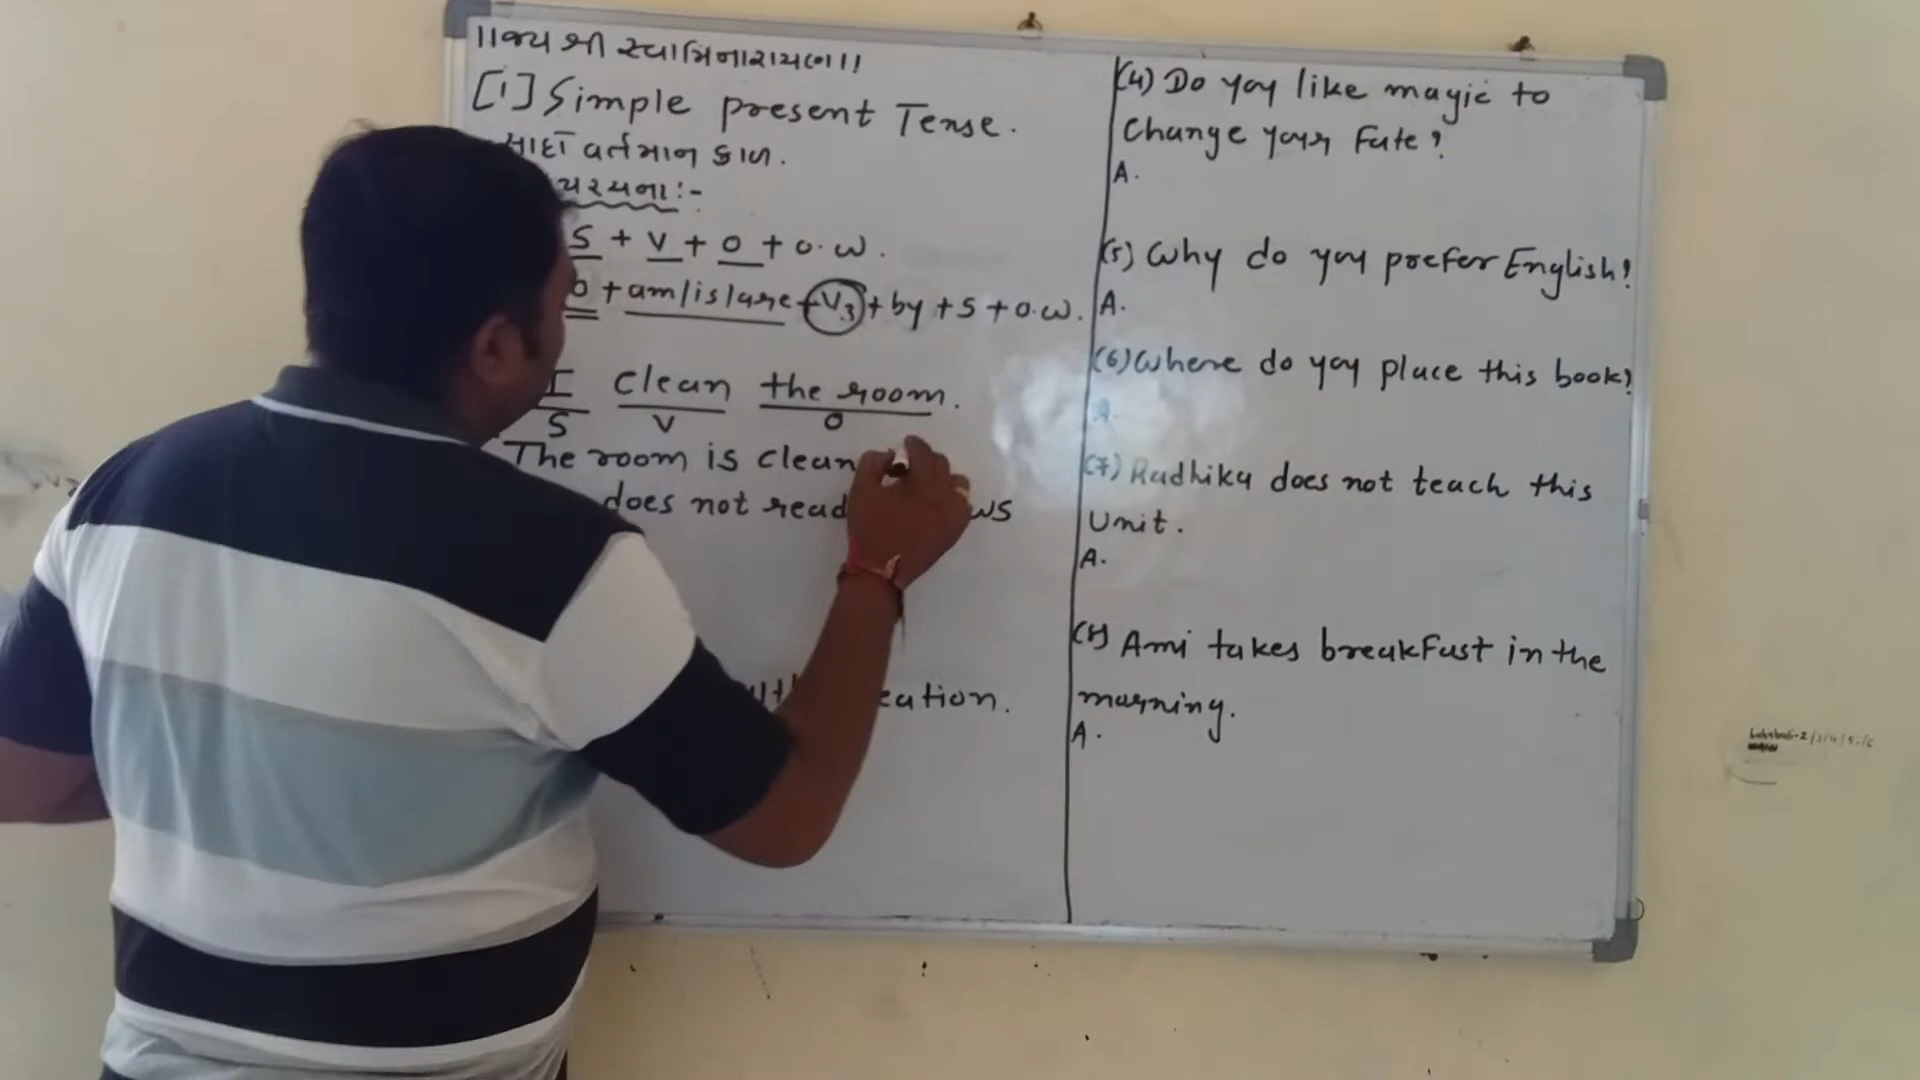 ॥જય શ્રી સ્વામિનારાયણ॥
[1] Simple present Tense.
સાદો વર્તમાન કાળ.
S + V + O + O.W.
O + am/is/are + V3 + by + S + O.W.
I clean the room.
S V O
The room is clean
does not read
(4) Do you like magic to
Change your Fate?
A.
(5) Why do you prefer English?
A.
(6) Where do you place this book?
A.
(7) Radhika does not teach this
Unit.
A.
(8) Ami takes breakfast in the
morning.
A.